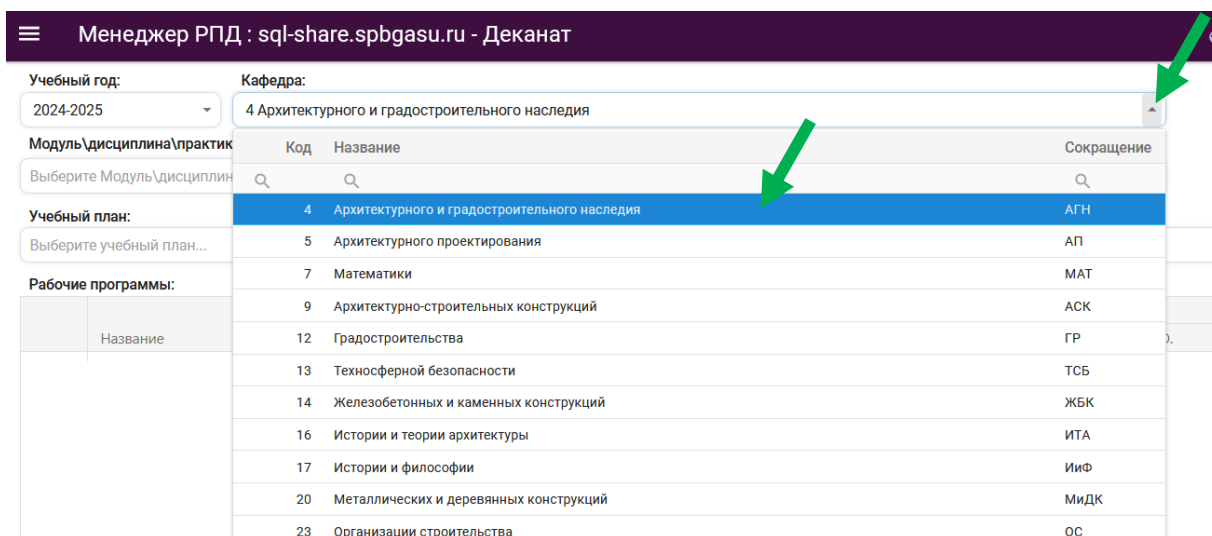 Менеджер РПД : sql-share.spbgasu.ru - Деканат
Учебный год: Кафедра:
2024-2025 4 Архитектурного и градостроительного наследия
Модуль\дисциплина\практик
Код Название Сокращение
Выберите Модуль\дисциплин
4 Архитектурного и градостроительного наследия АГН
Учебный план:
5 Архитектурного проектирования АП
Выберите учебный план...
7 Математики МАТ
Рабочие программы:
9 Архитектурно-строительных конструкций АСК
Название
12 Градостроительства ГР
13 Техносферной безопасности ТСБ
14 Железобетонных и каменных конструкций ЖБК
16 Истории и теории архитектуры ИТА
17 Истории и философии ИиФ
20 Металлических и деревянных конструкций МиДК
23 Организации строительства ОС